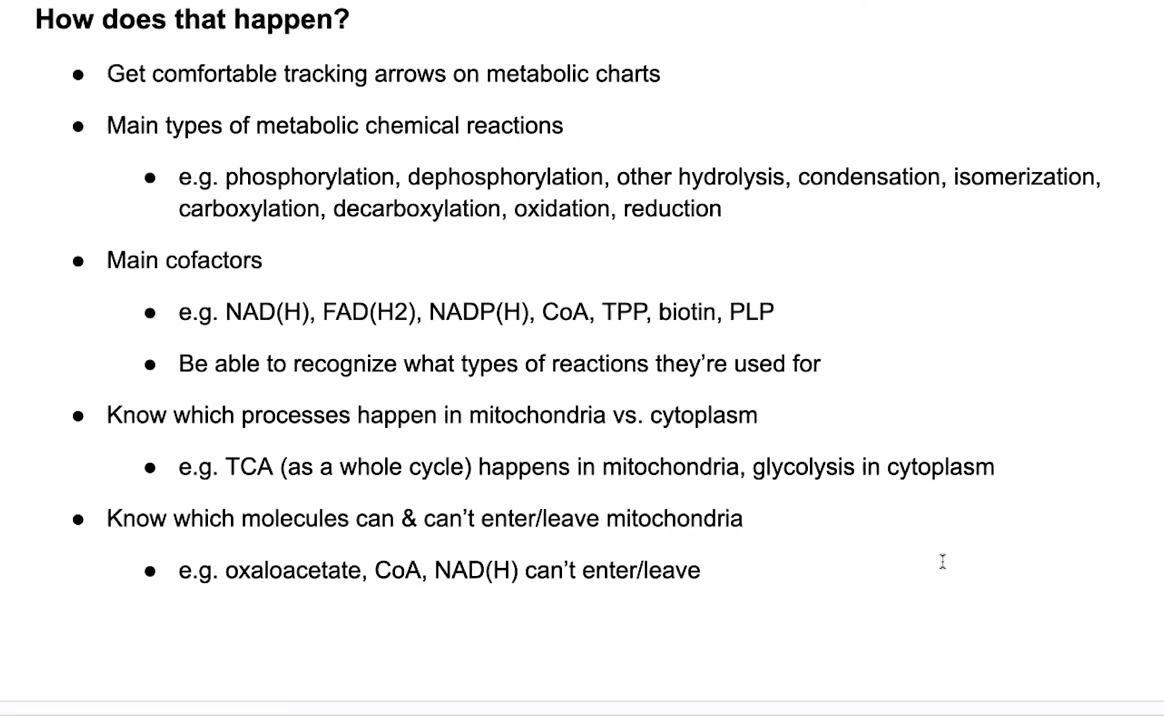 How does that happen?
● Get comfortable tracking arrows on metabolic charts
● Main types of metabolic chemical reactions
● e.g. phosphorylation, dephosphorylation, other hydrolysis, condensation, isomerization,
carboxylation, decarboxylation, oxidation, reduction
● Main cofactors
● e.g. NAD(H), FAD(H2), NADP(H), CoA, TPP, biotin, PLP
● Be able to recognize what types of reactions they’re used for
● Know which processes happen in mitochondria vs. cytoplasm
● e.g. TCA (as a whole cycle) happens in mitochondria, glycolysis in cytoplasm
● Know which molecules can & can’t enter/leave mitochondria
● e.g. oxaloacetate, CoA, NAD(H) can’t enter/leave